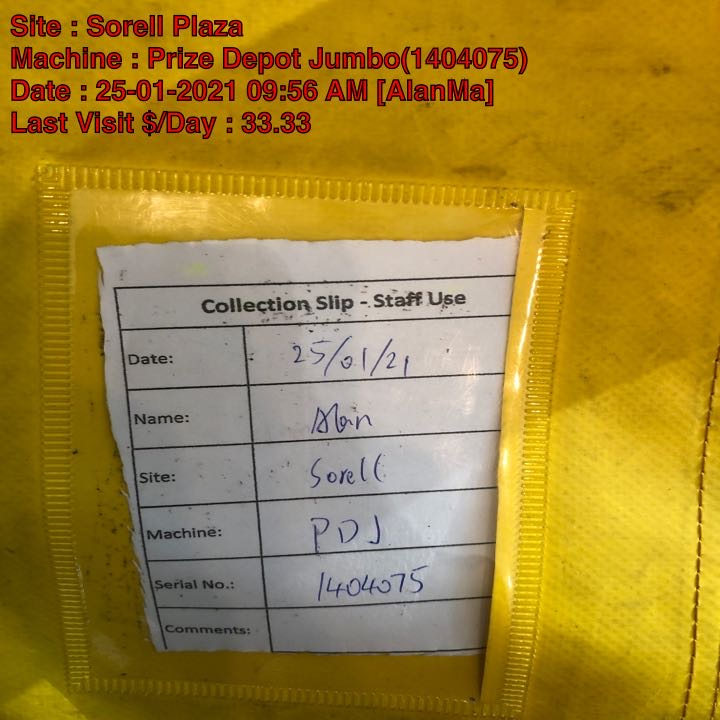 Site : Sorell Plaza
Machine : Prize Depot Jumbo(1404075)
Date : 25-01-2021 09:56 AM [AlanMa]
Last Visit $/Day : 33.33
Collection Slip - Staff Use
Date: 25/01/21
Name: Alan
Site: Sorell
Machine: PDJ
Serial No.: 1404075
Comments: